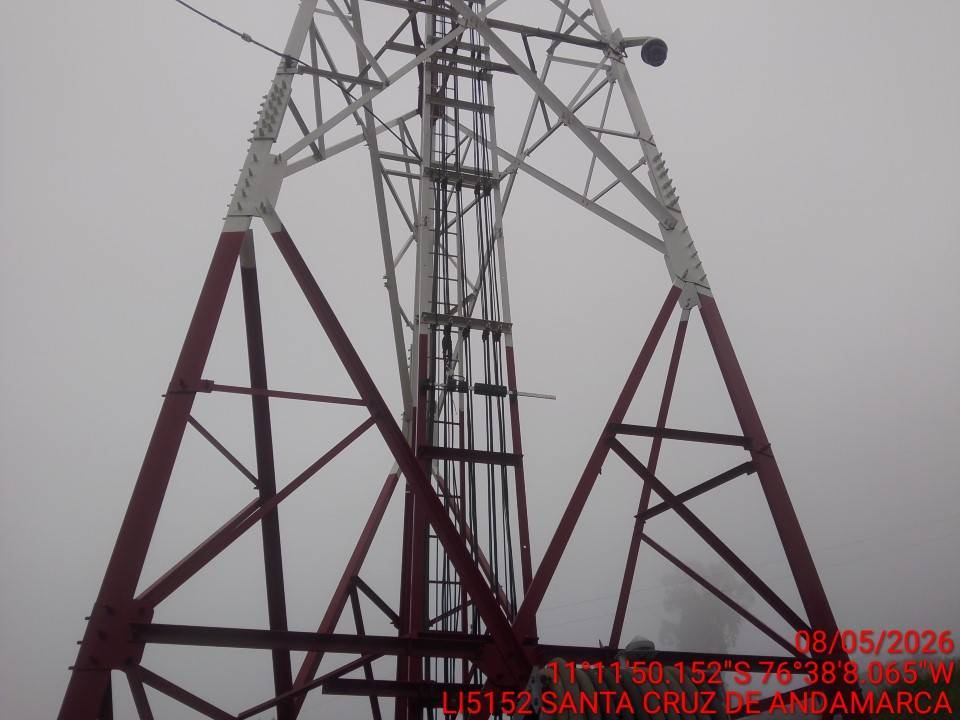 08/05/2026
11°11'50.152"S 76°38'8.065"W
LI5152 SANTA CRUZ DE ANDAMARCA